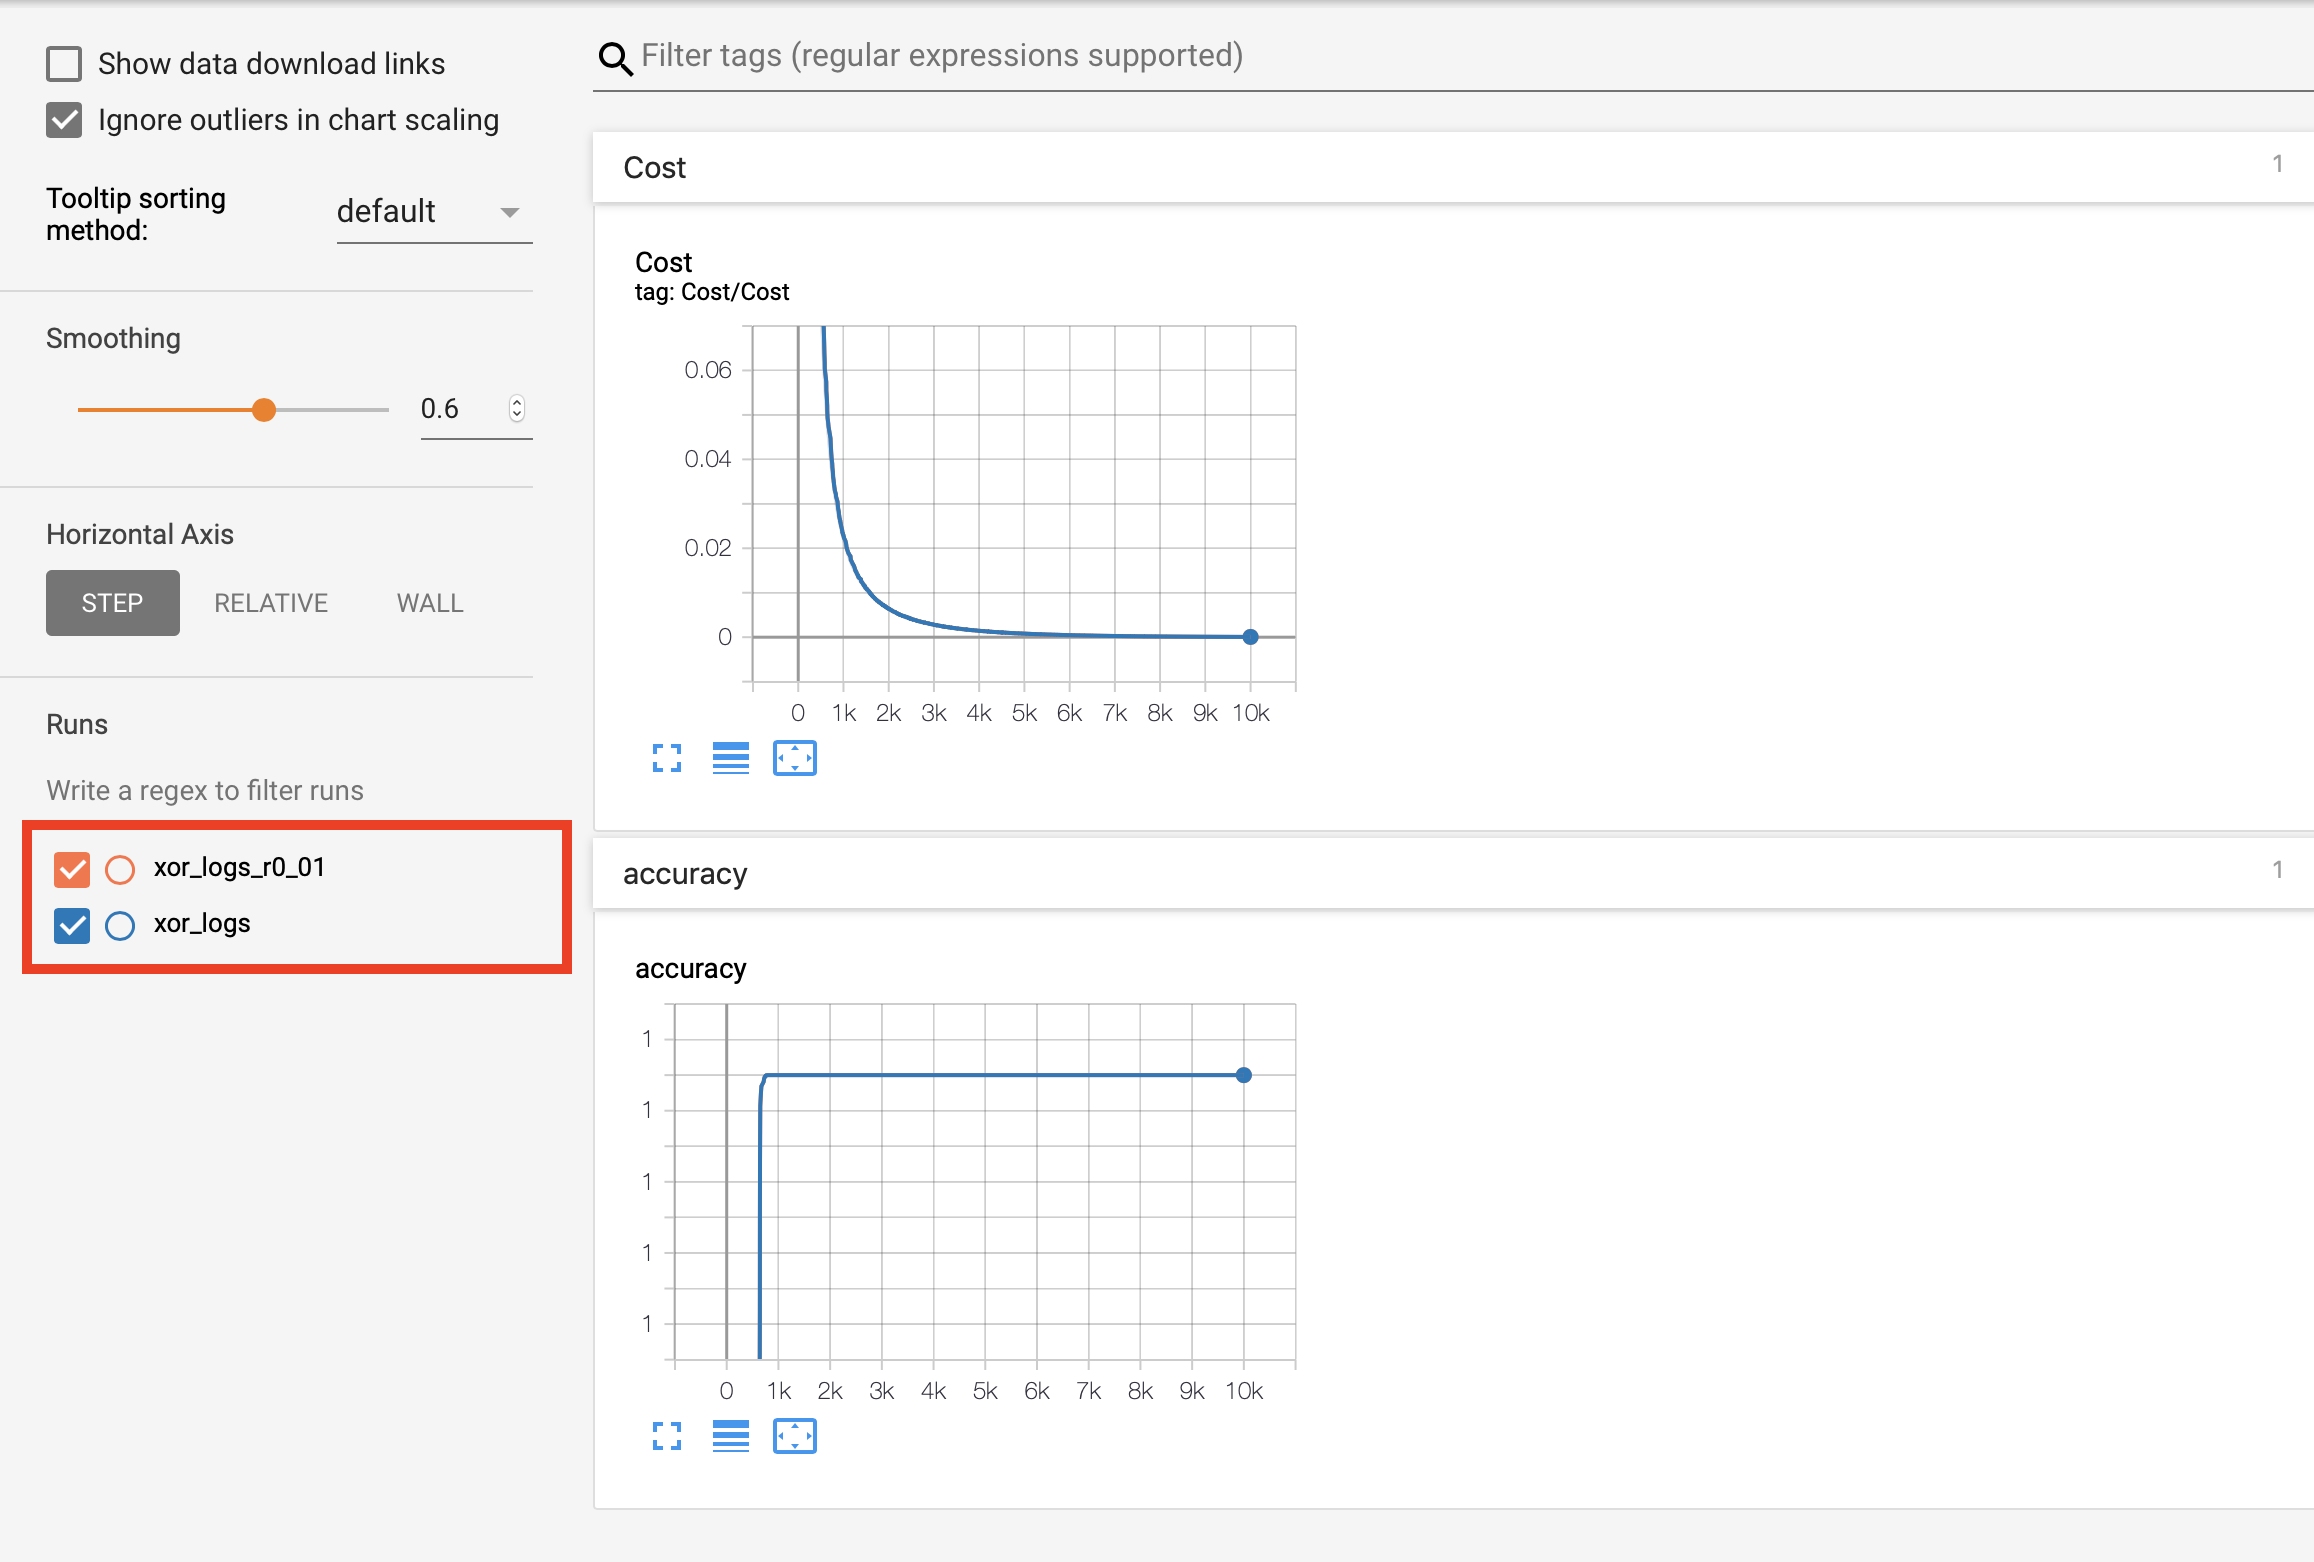 Show data download links
Ignore outliers in chart scaling
Tooltip sorting
method:
default
Smoothing
0.6
Horizontal Axis
STEP RELATIVE WALL
Runs
Write a regex to filter runs
xor_logs_r0_01
xor_logs
Filter tags (regular expressions supported)
Cost 1
Cost
tag: Cost/Cost
0.06
0.04
0.02
0
0 1k 2k 3k 4k 5k 6k 7k 8k 9k 10k
accuracy 1
accuracy
1
1
1
1
1
0 1k 2k 3k 4k 5k 6k 7k 8k 9k 10k